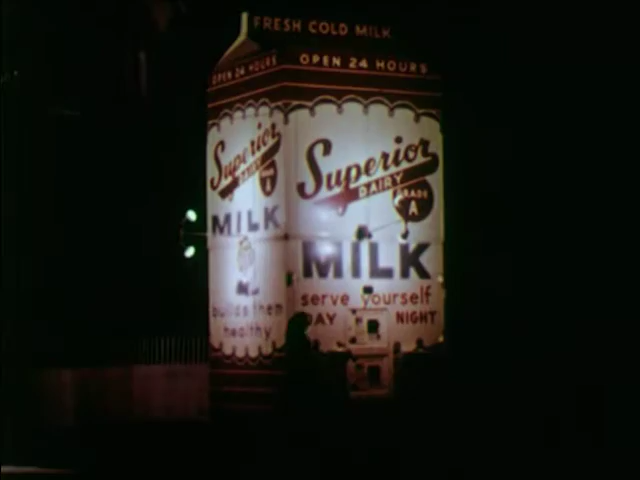 FRESH COLD MILK
OPEN 24 HOURS
OPEN 24 HOURS
Superior
DAIRY
MILK
builds them
healthy
Superior
DAIRY
GRADE
A
MILK
serve yourself
DAY NIGHT